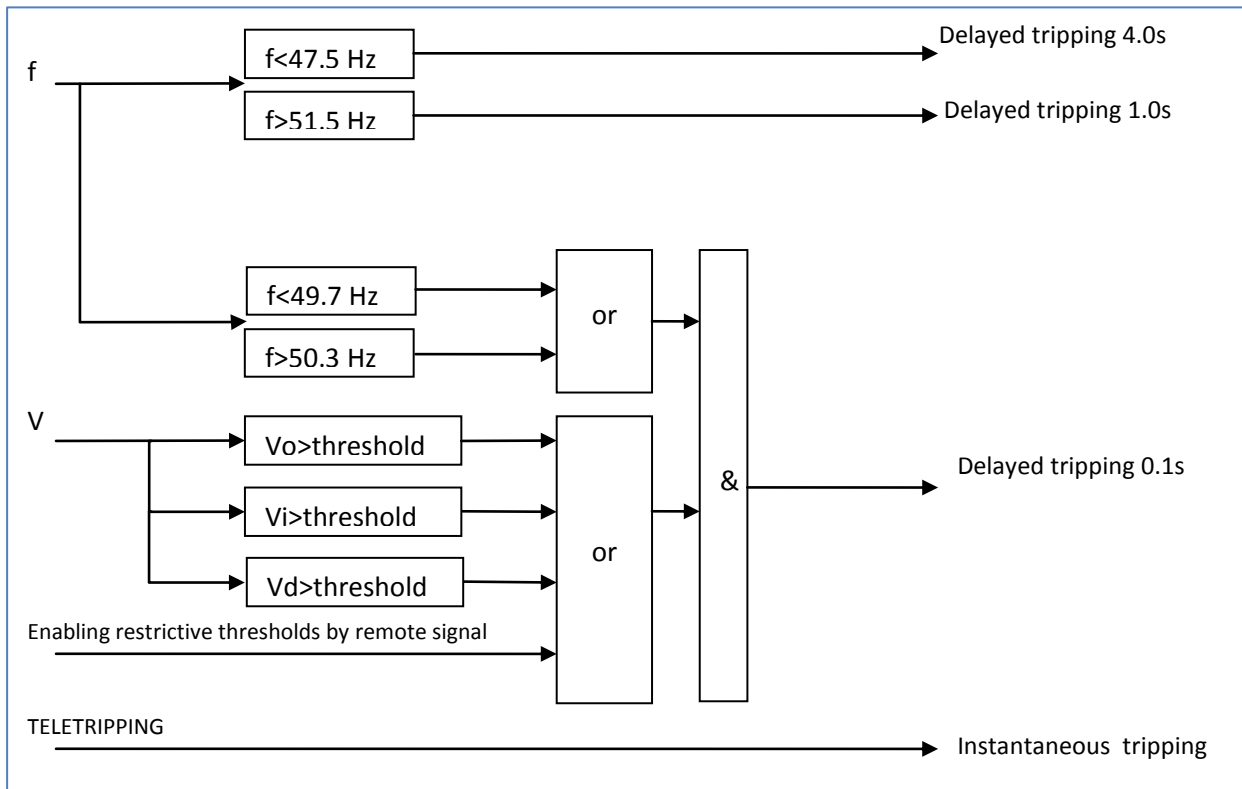 Delayed tripping 4.0s
f
f<47.5 Hz
f>51.5 Hz
Delayed tripping 1.0s
f<49.7 Hz
or
f>50.3 Hz
V
Vo>threshold
Delayed tripping 0.1s
&
Vi>threshold
or
Vd>threshold
Enabling restrictive thresholds by remote signal
TELETRIPPING
Instantaneous tripping